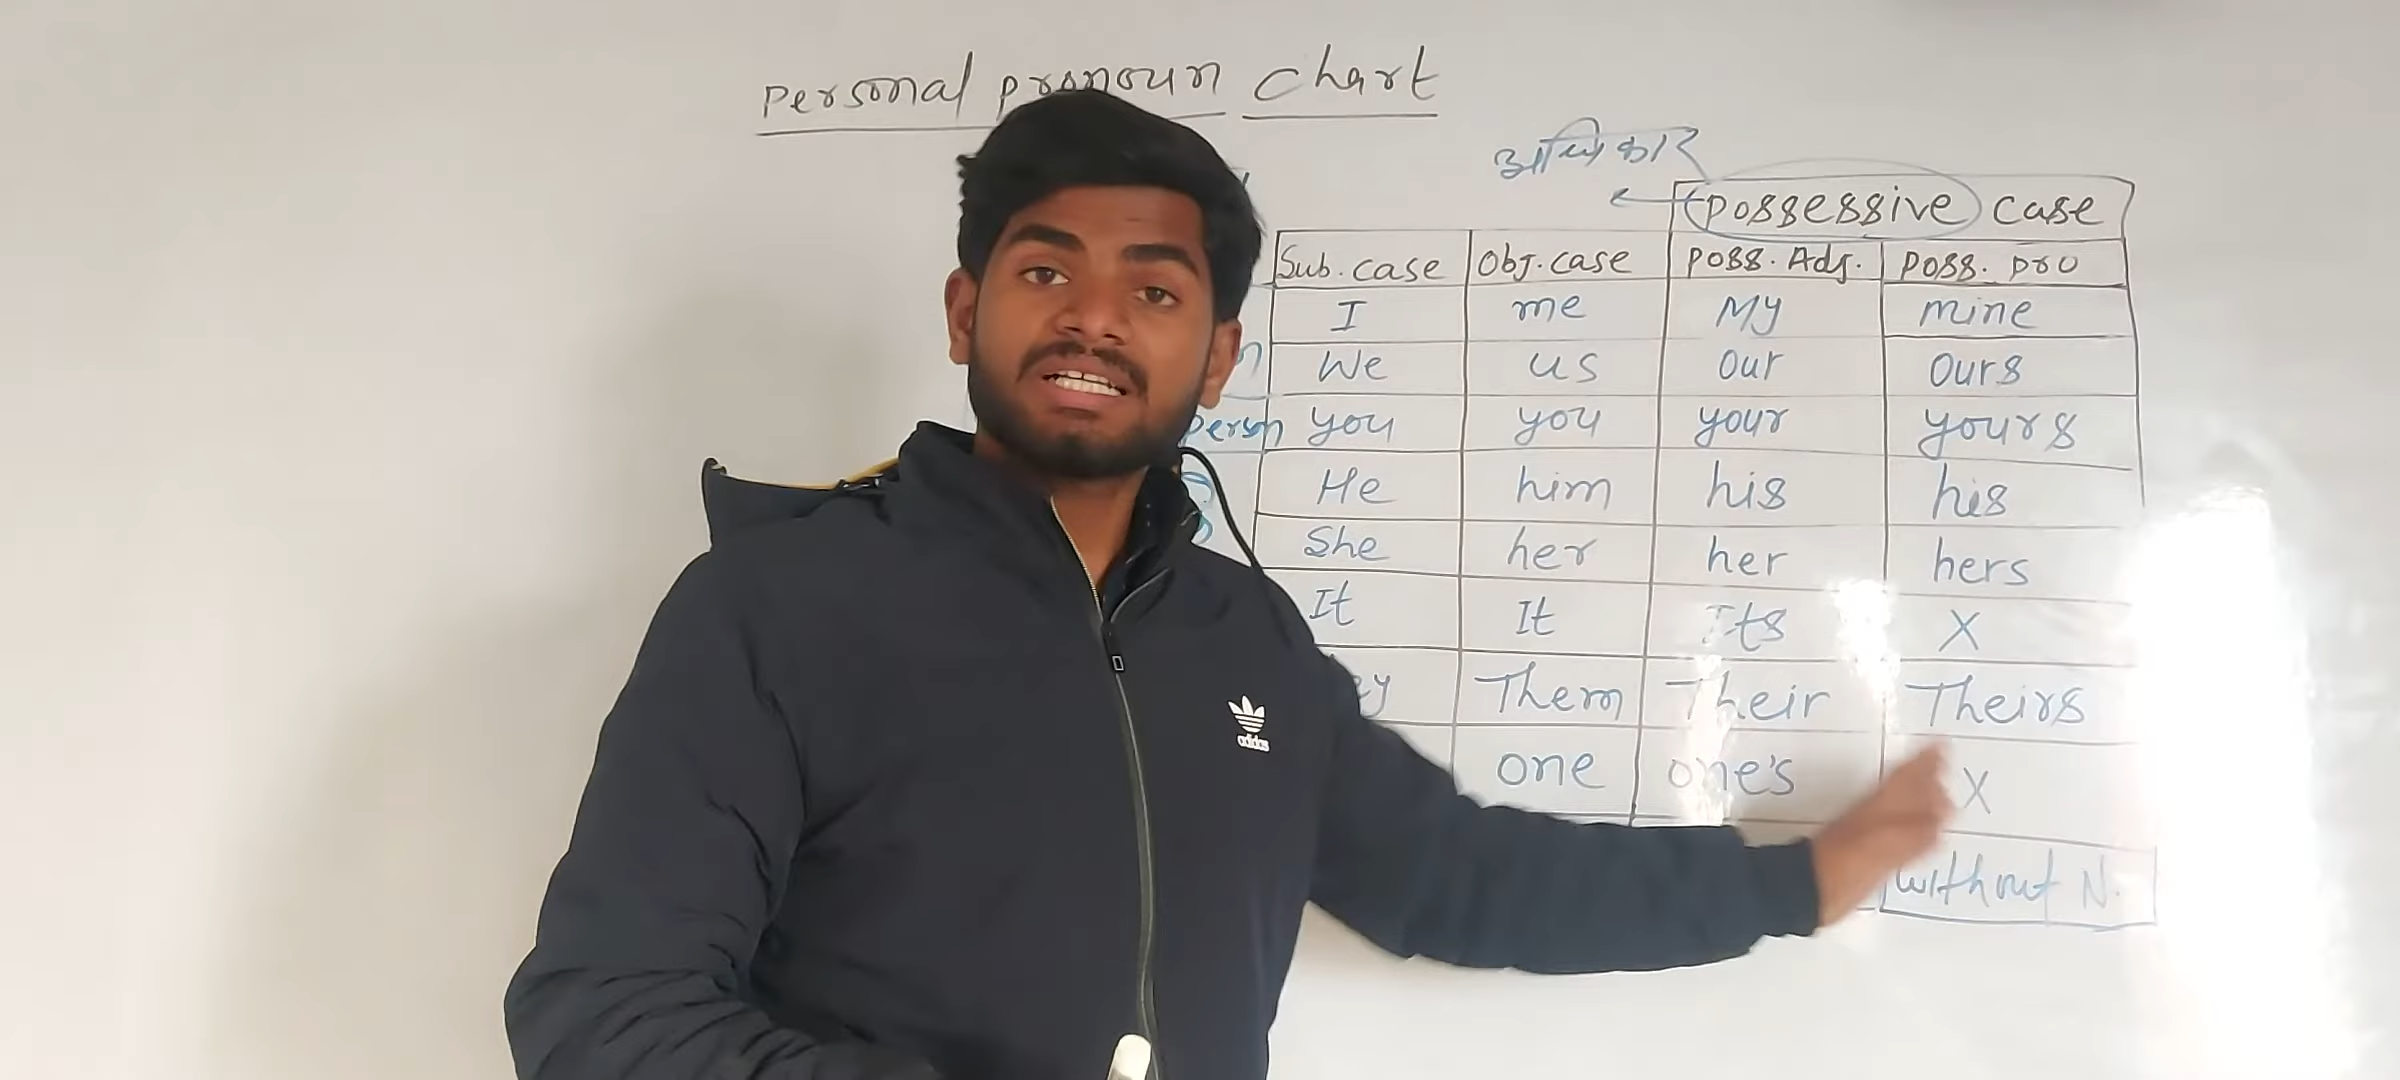 Personal pronoun chart
अधिकार
possessive case
Sub. case Obj. case poss. Adj. poss. pro
I me My mine
We us our ours
person you you your yours
He him his his
She her her hers
It It Its X
Them Their Theirs
one one's X
without N.
adidas